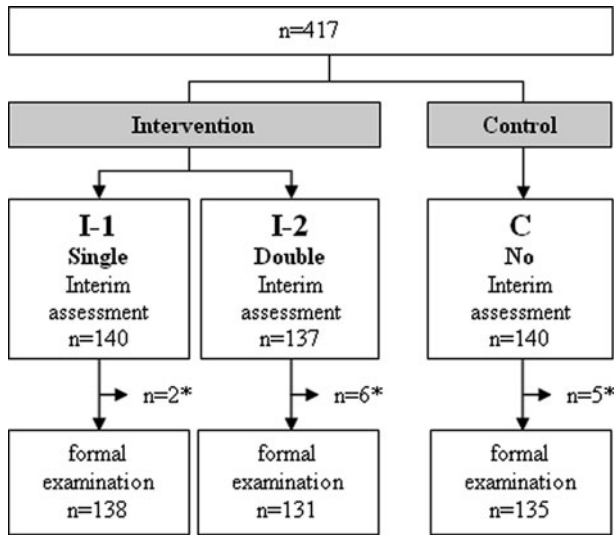 n=417
Intervention
Control
I-1
Single
Interim
assessment
n=140
I-2
Double
Interim
assessment
n=137
C
No
Interim
assessment
n=140
n=2*
n=6*
n=5*
formal
examination
n=138
formal
examination
n=131
formal
examination
n=135